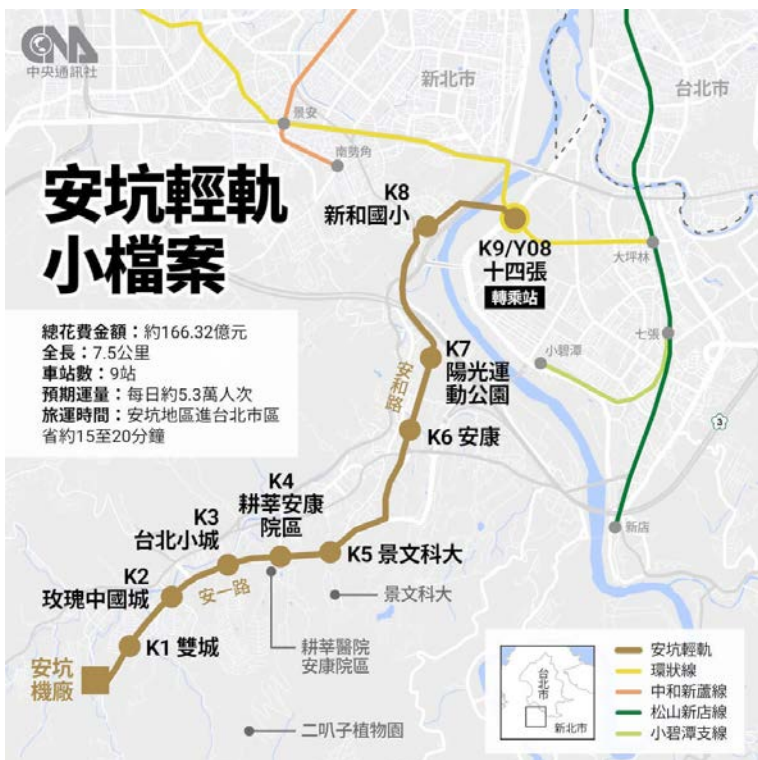 CNA
中央通訊社
安坑輕軌
小檔案
總花費金額：約166.32億元
全長：7.5公里
車站數：9站
預期運量：每日約5.3萬人次
旅運時間：安坑地區進台北市區
省約15至20分鐘
新北市
台北市
景安
南勢角
K8
新和國小
K9/Y08
十四張
轉乘站
大坪林
七張
小碧潭
K7
陽光運
動公園
安和路
3
K6 安康
K4
耕莘安康
院區
K3
台北小城
新店
K5 景文科大
K2
玫瑰中國城
安一路
景文科大
K1 雙城
耕莘醫院
安康院區
安坑
機廠
二叭子植物園
台北市
新北市
安坑輕軌
環狀線
中和新蘆線
松山新店線
小碧潭支線